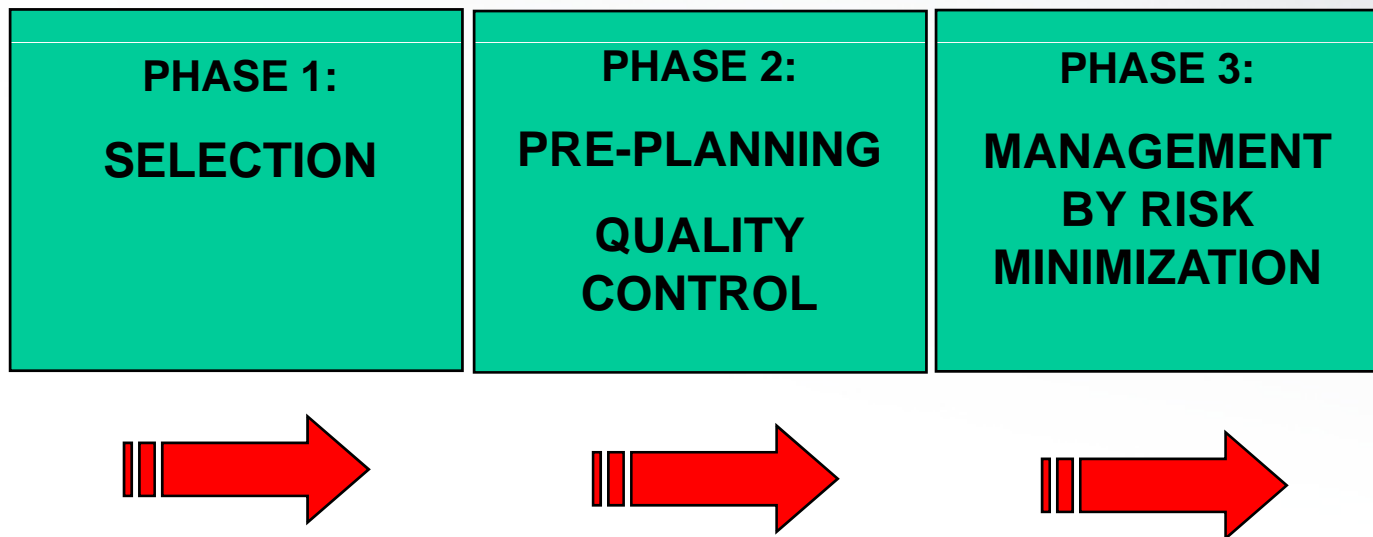 PHASE 1:
SELECTION
PHASE 2:
PRE-PLANNING
QUALITY
CONTROL
PHASE 3:
MANAGEMENT
BY RISK
MINIMIZATION